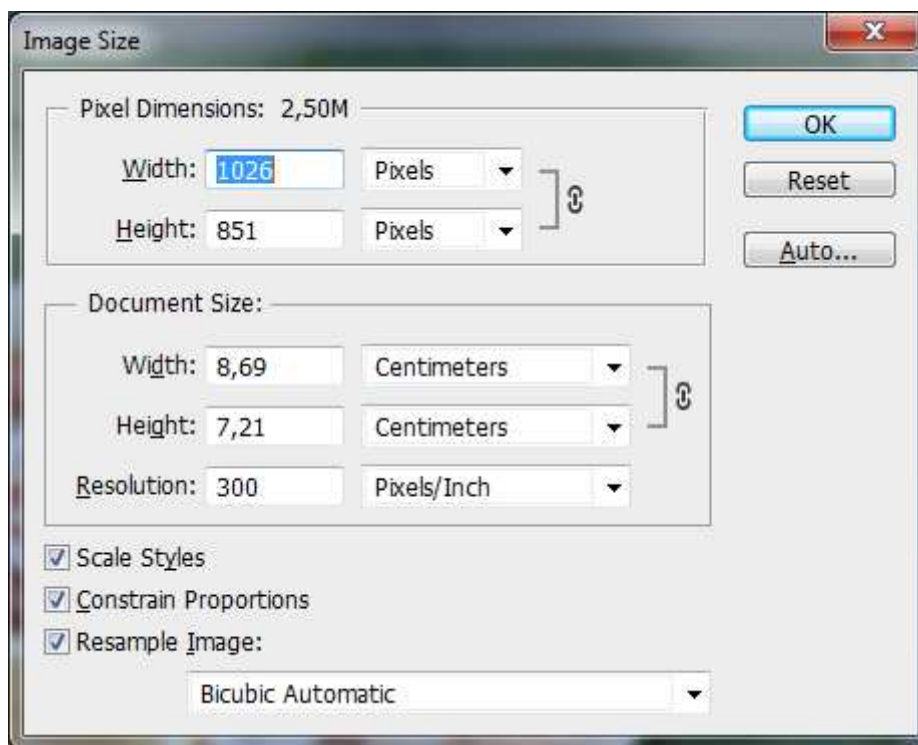 Image Size
Pixel Dimensions: 2,50M
OK
Width: 1026 Pixels
Reset
Height: 851 Pixels
Auto...
Document Size:
Width: 8,69 Centimeters
Height: 7,21 Centimeters
Resolution: 300 Pixels/Inch
Scale Styles
Constrain Proportions
Resample Image:
Bicubic Automatic